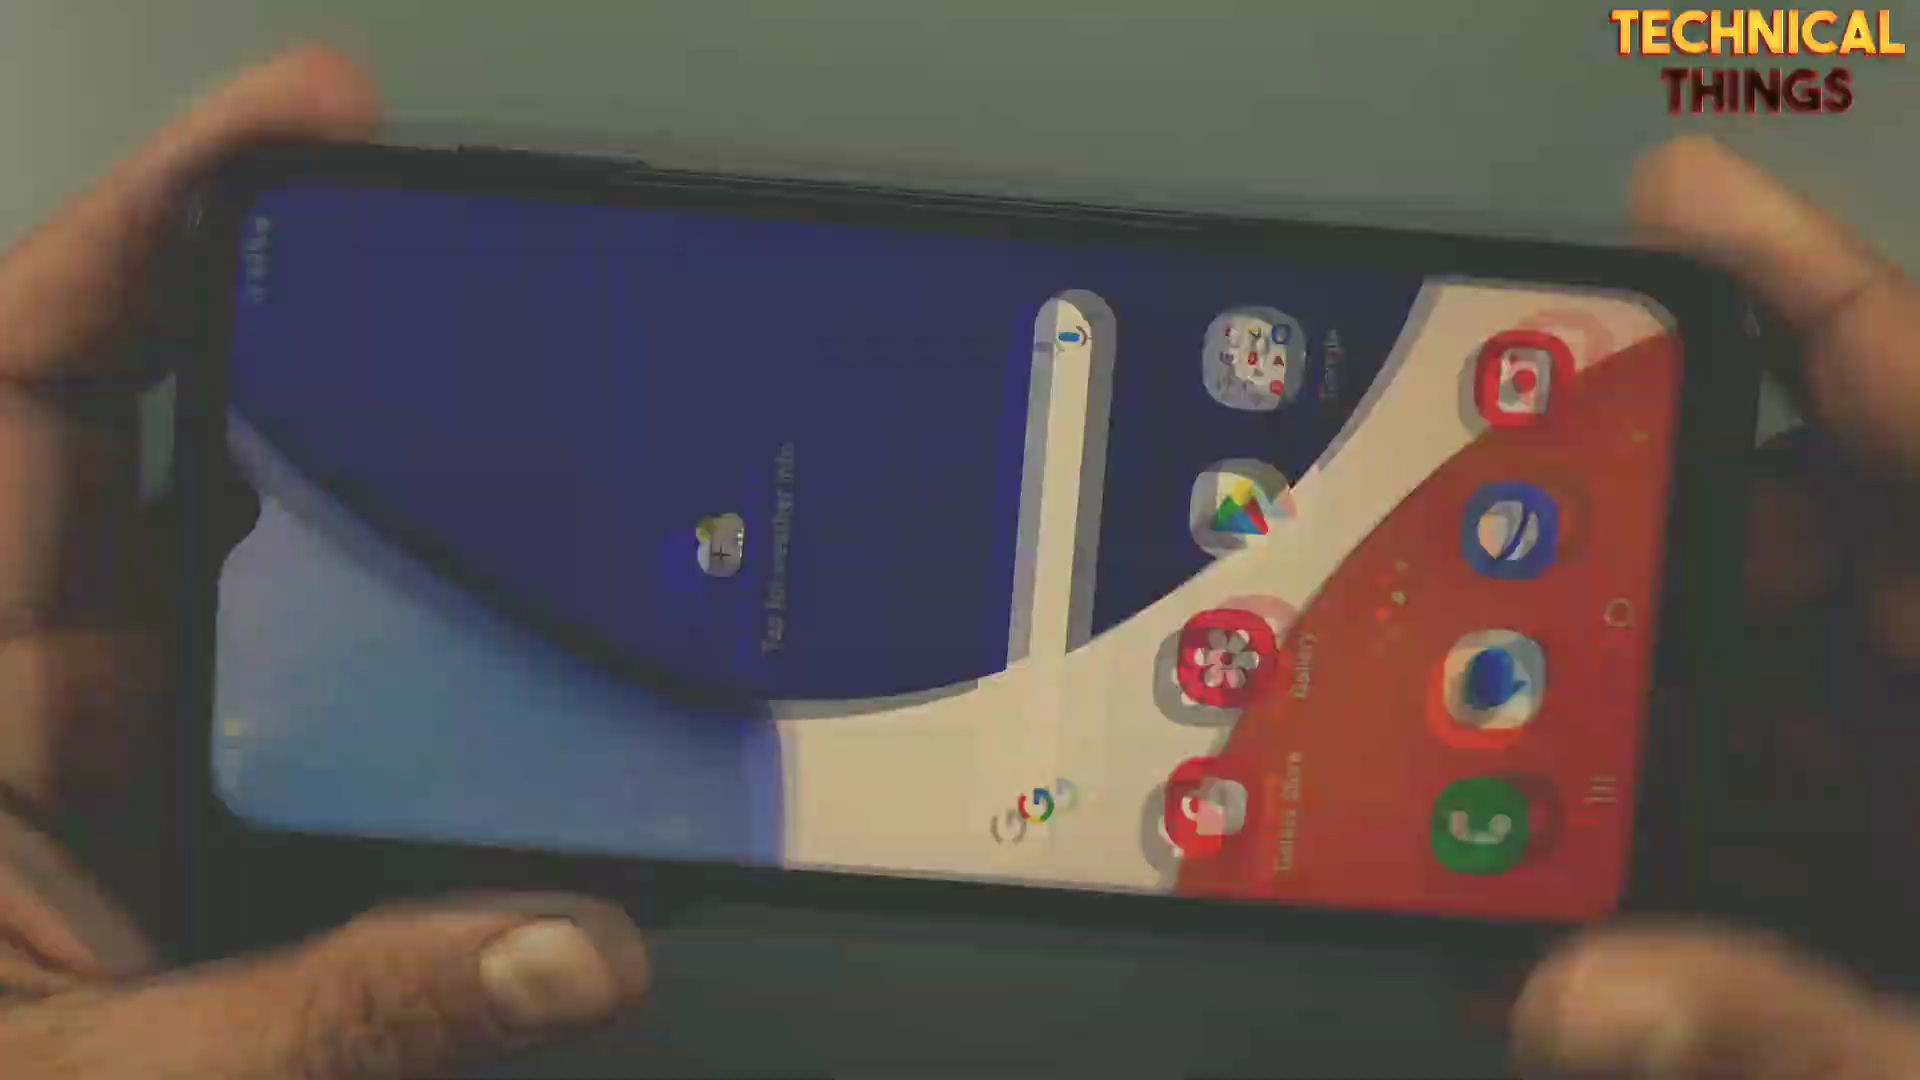 TECHNICAL
THINGS
Tap for weather info
Google
Gallery
Galaxy Store